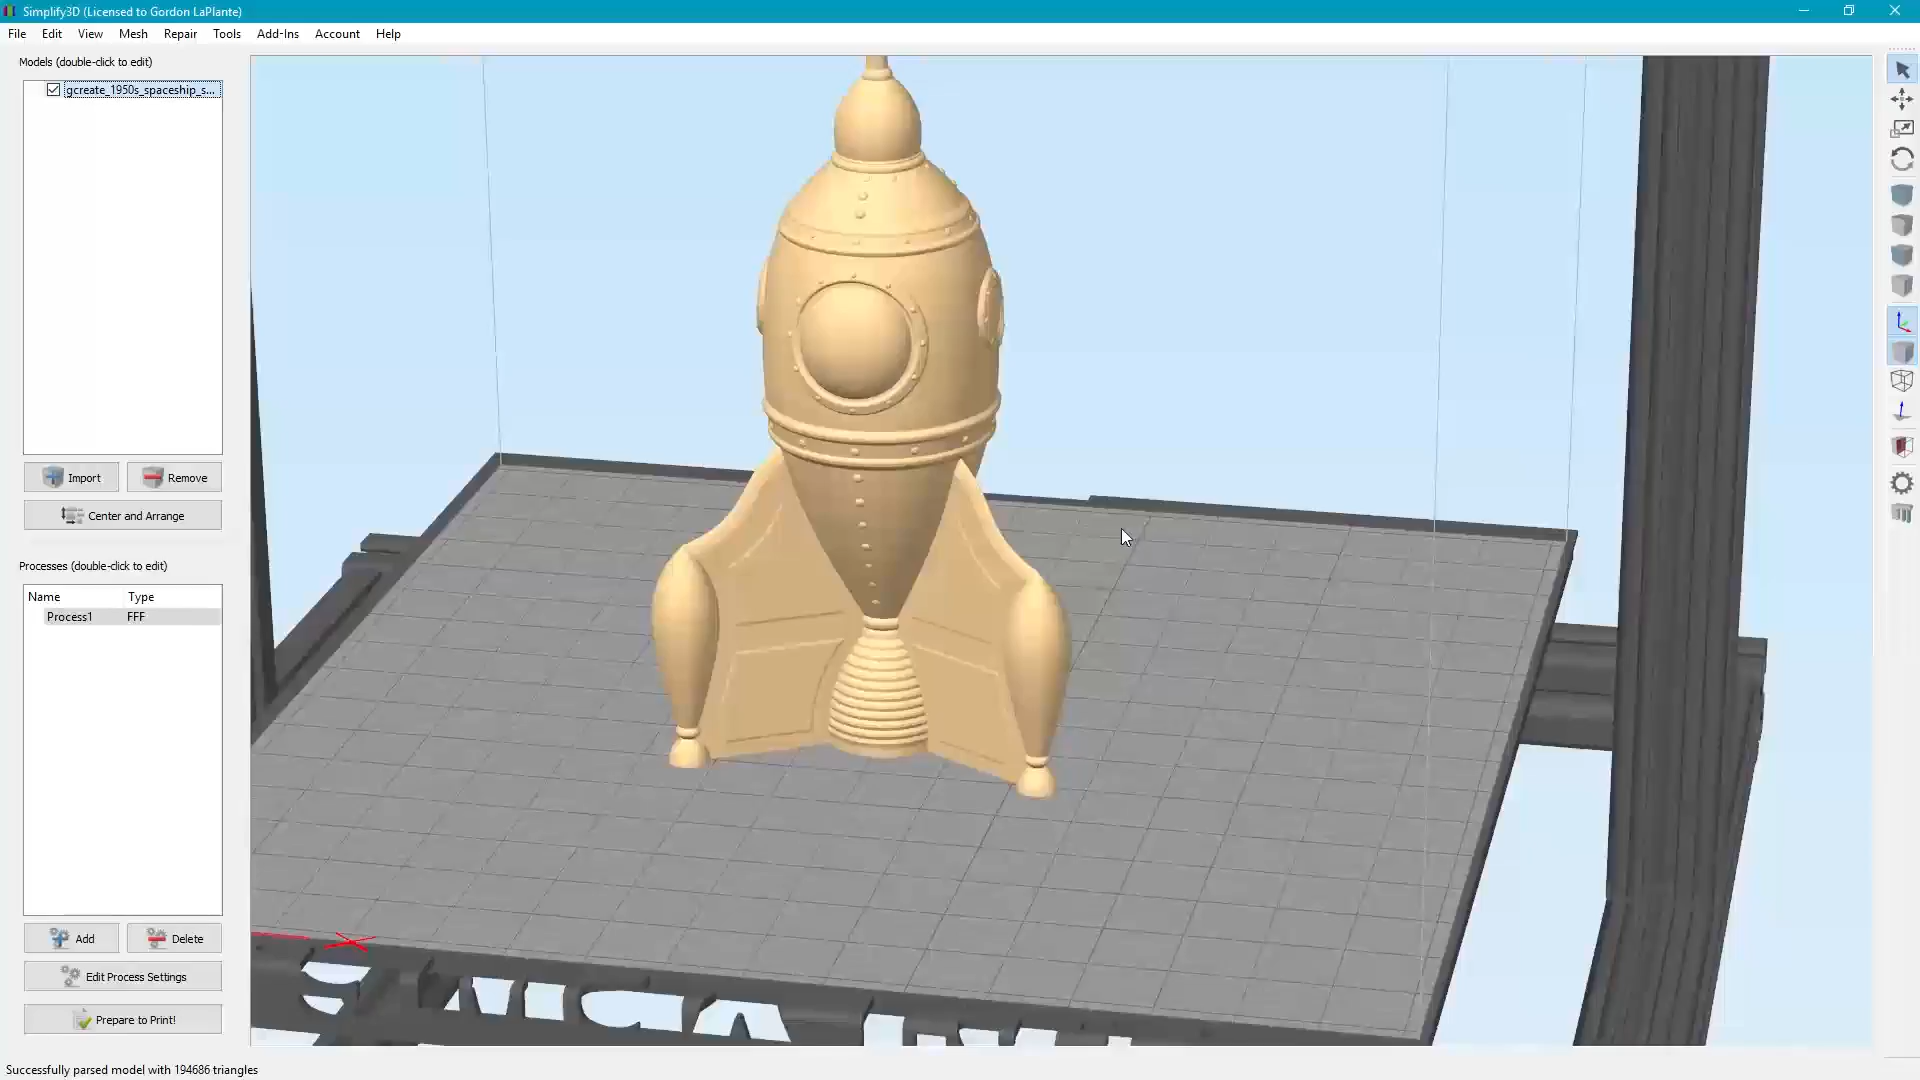 Simplify3D (Licensed to Gordon LaPlante)
File Edit View Mesh Repair Tools Add-Ins Account Help
Models (double-click to edit)
gcreate_1950s_spaceship_s...
Import Remove
Center and Arrange
Processes (double-click to edit)
Name Type
Process1 FFF
Add Delete
Edit Process Settings
Prepare to Print!
Successfully parsed model with 194686 triangles